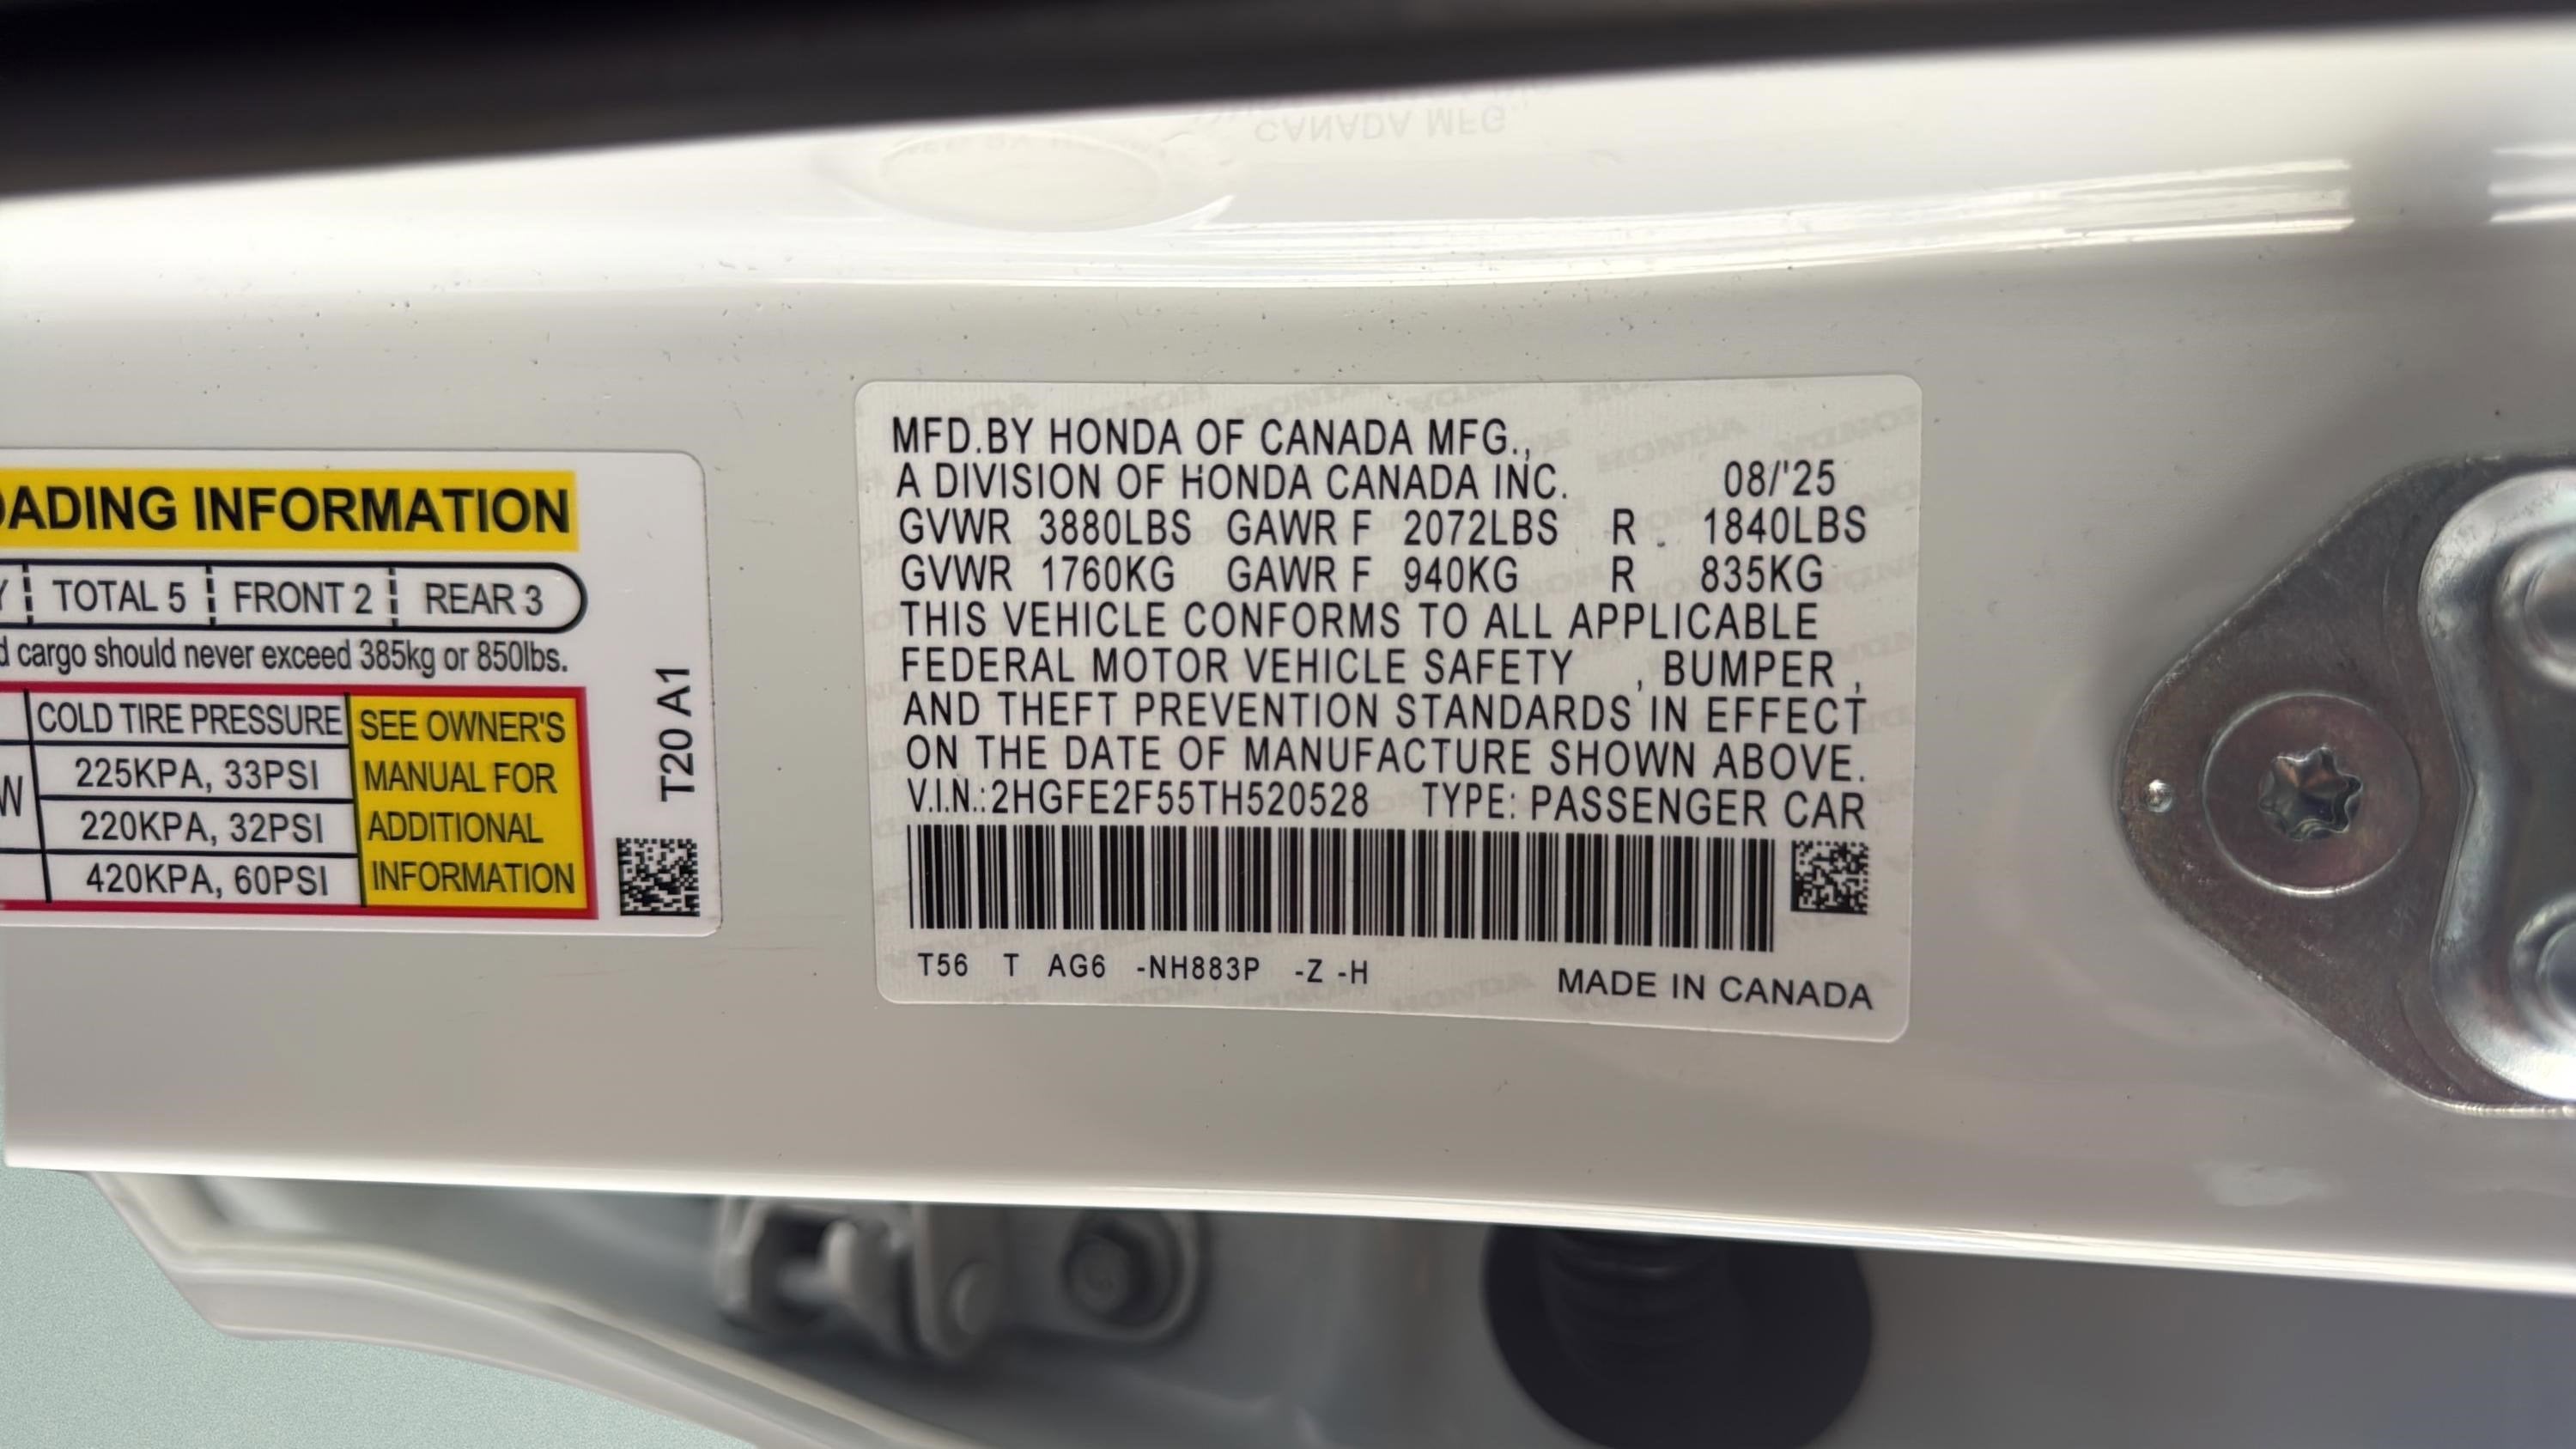 OADING INFORMATION
Y TOTAL 5 FRONT 2 REAR 3
d cargo should never exceed 385kg or 850lbs.
COLD TIRE PRESSURE
W 225KPA, 33PSI
220KPA, 32PSI
420KPA, 60PSI
SEE OWNER'S
MANUAL FOR
ADDITIONAL
INFORMATION
T20 A1
CANADA MFG.
MFD.BY HONDA OF CANADA MFG.,
A DIVISION OF HONDA CANADA INC. 08/'25
GVWR 3880LBS GAWR F 2072LBS R 1840LBS
GVWR 1760KG GAWR F 940KG R 835KG
THIS VEHICLE CONFORMS TO ALL APPLICABLE
FEDERAL MOTOR VEHICLE SAFETY , BUMPER ,
AND THEFT PREVENTION STANDARDS IN EFFECT
ON THE DATE OF MANUFACTURE SHOWN ABOVE.
V.I.N.:2HGFE2F55TH520528 TYPE: PASSENGER CAR
T56 T AG6 -NH883P -Z -H
MADE IN CANADA